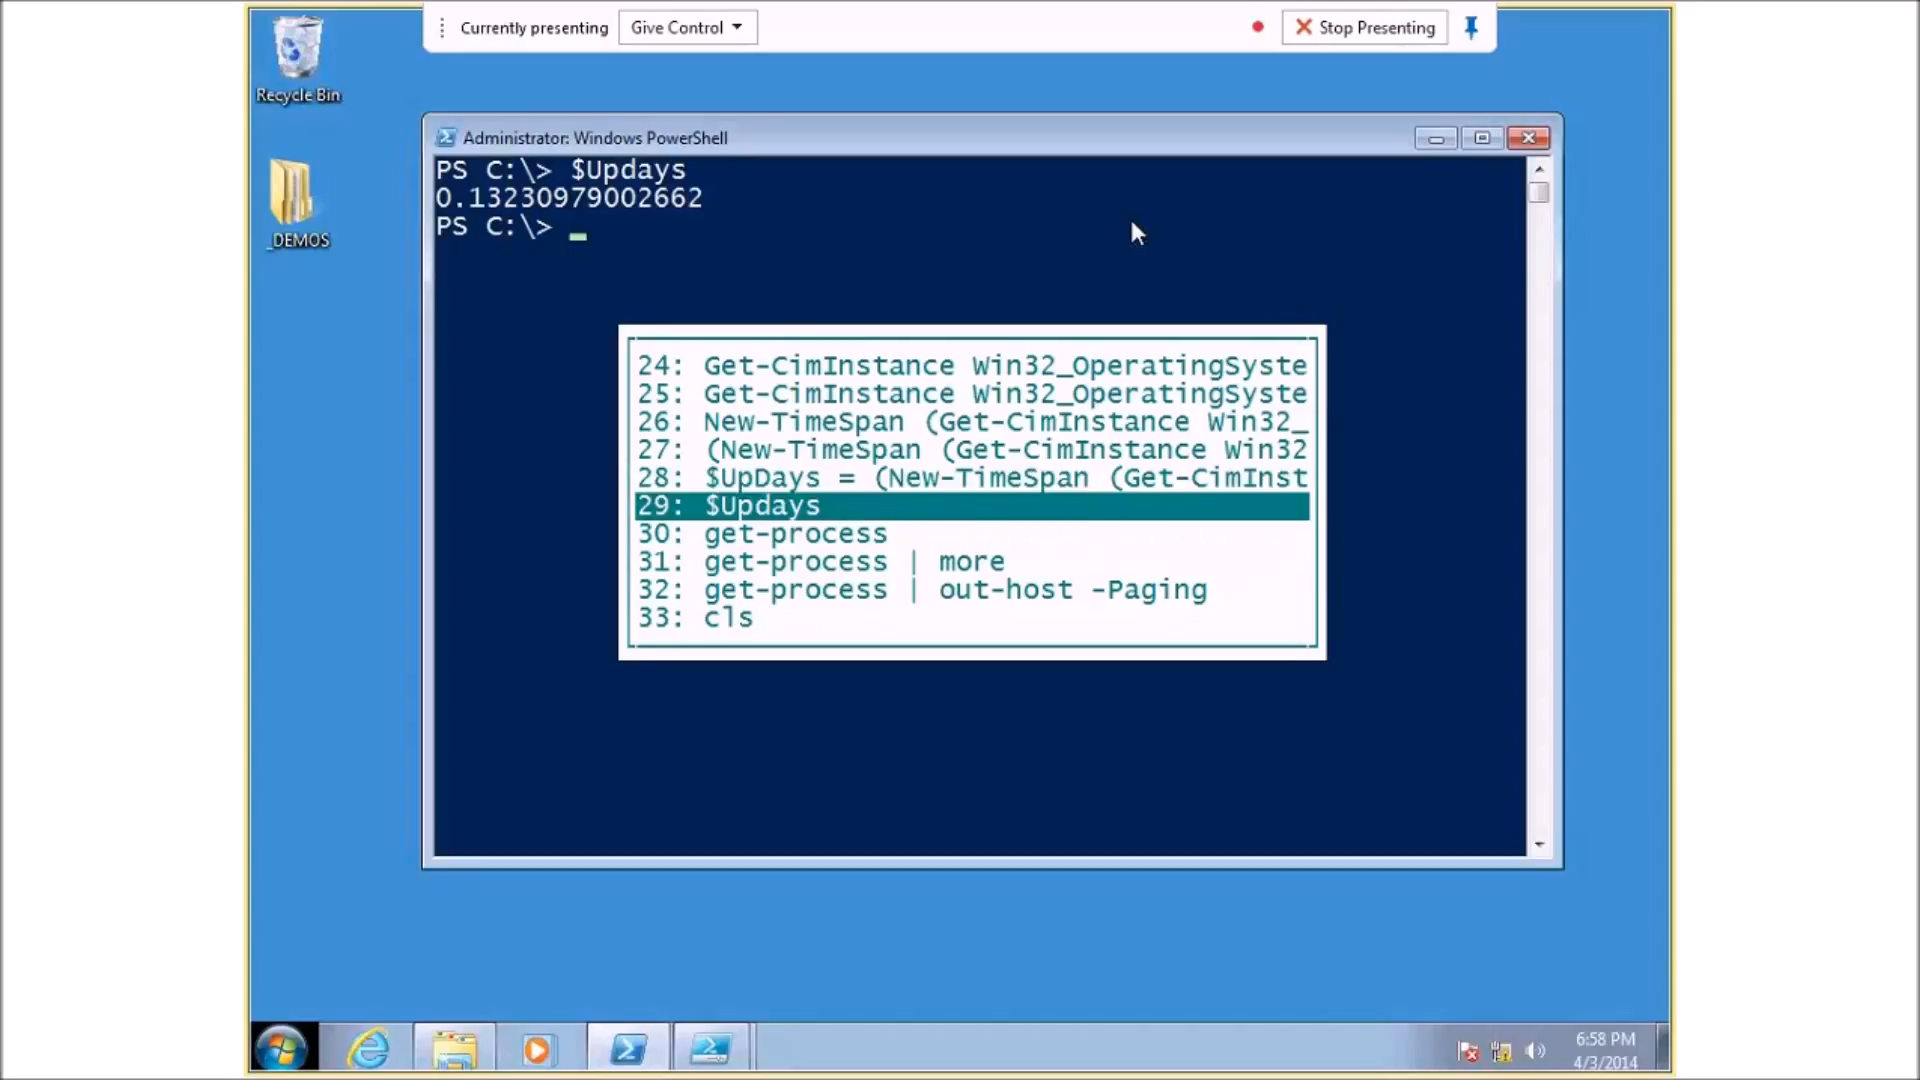 Currently presenting
Give Control
Stop Presenting
Recycle Bin
_DEMOS
Administrator: Windows PowerShell
PS C:\> $Updays
0.13230979002662
PS C:\> _
24: Get-CimInstance Win32_OperatingSyste
25: Get-CimInstance Win32_OperatingSyste
26: New-TimeSpan (Get-CimInstance Win32_
27: (New-TimeSpan (Get-CimInstance Win32
28: $UpDays = (New-TimeSpan (Get-CimInst
29: $Updays
30: get-process
31: get-process | more
32: get-process | out-host -Paging
33: cls
6:58 PM
4/3/2014